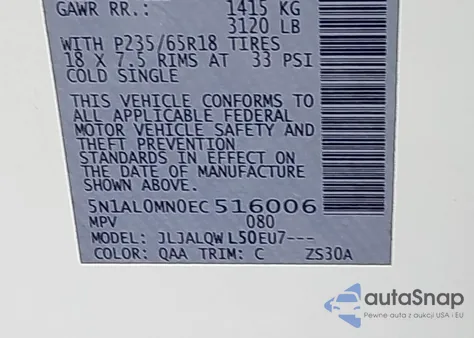 GAWR RR.: 1415 KG
3120 LB
WITH P235/65R18 TIRES
18 X 7.5 RIMS AT 33 PSI
COLD SINGLE
THIS VEHICLE CONFORMS TO
ALL APPLICABLE FEDERAL
MOTOR VEHICLE SAFETY AND
THEFT PREVENTION
STANDARDS IN EFFECT ON
THE DATE OF MANUFACTURE
SHOWN ABOVE.
5N1AL0MN0EC516006
MPV 080
MODEL: JLJALQWL50EU7---
COLOR: QAA TRIM: C ZS30A
autaSnap
Pewne auta z aukcji USA i EU